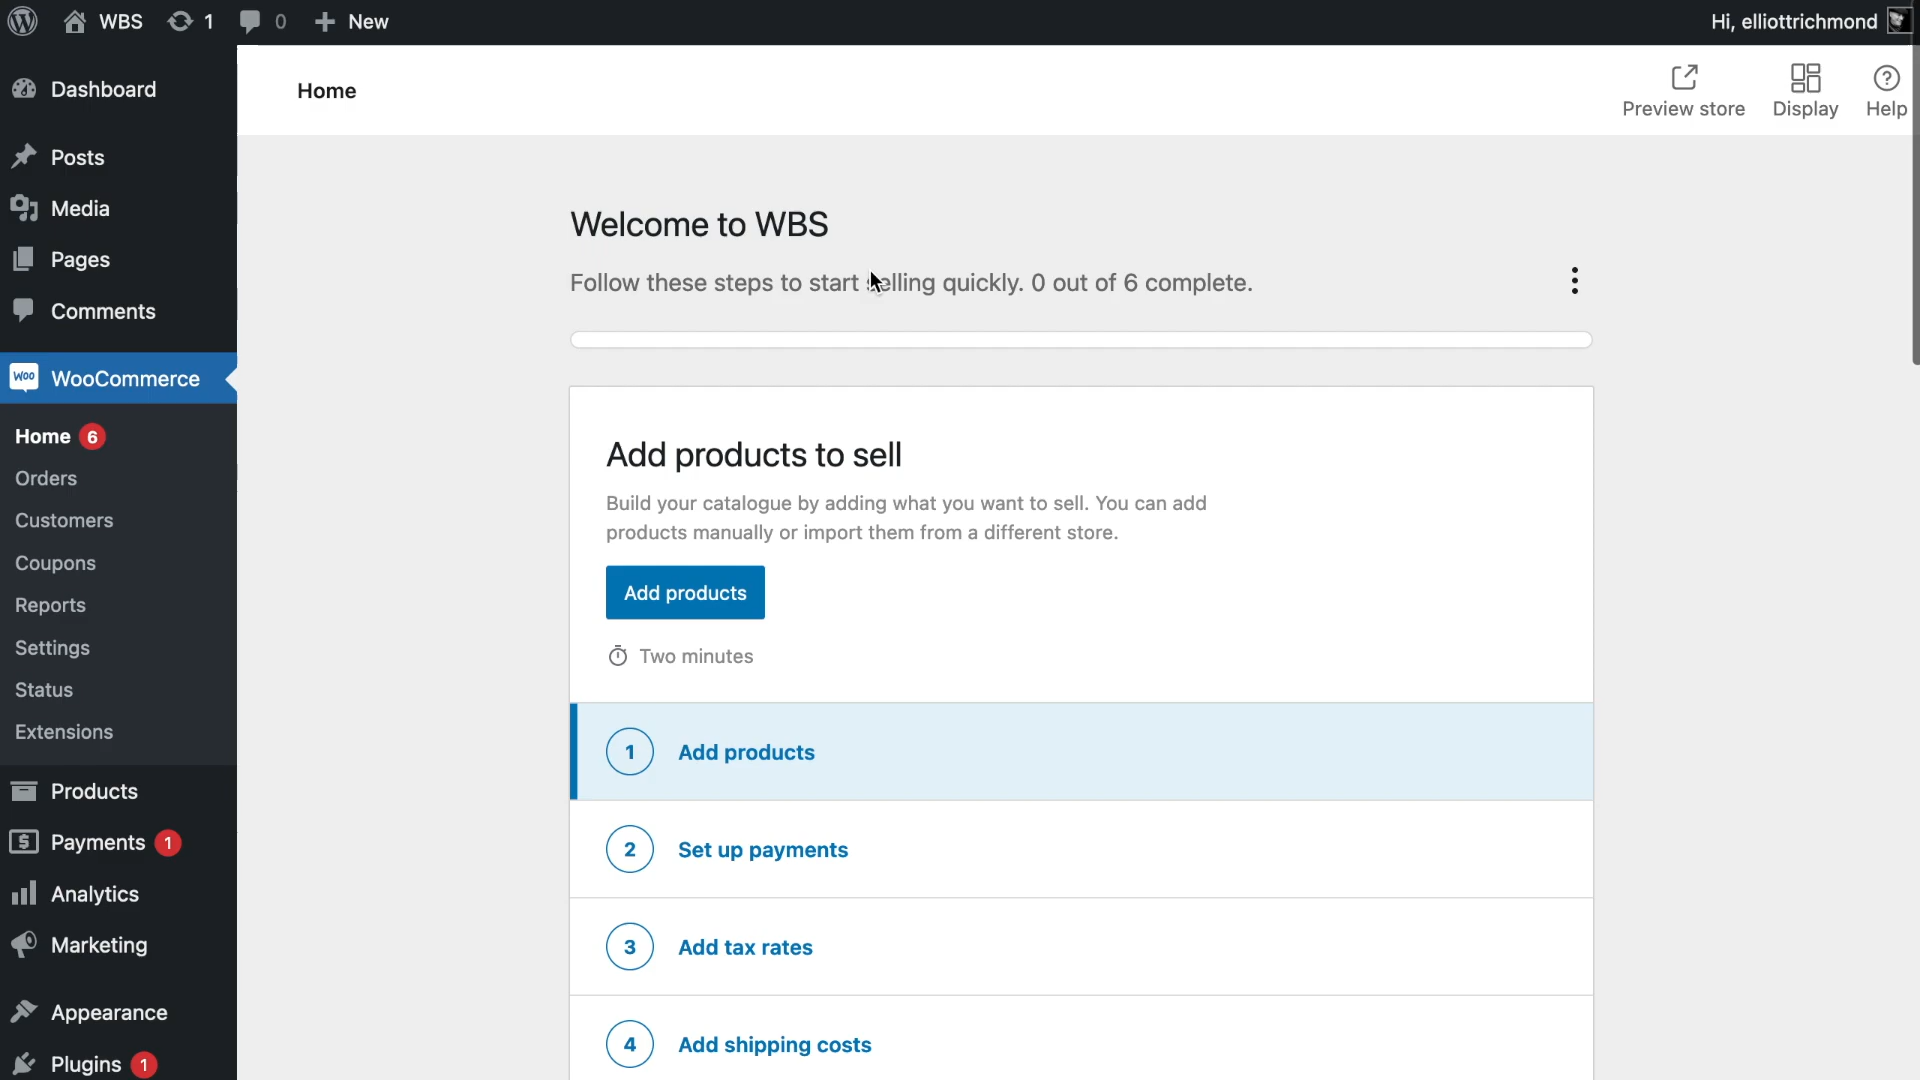 WBS
1
0
New
Hi, elliottrichmond
Dashboard
Posts
Media
Pages
Comments
Woo WooCommerce
Home 6
Orders
Customers
Coupons
Reports
Settings
Status
Extensions
Products
Payments 1
Analytics
Marketing
Appearance
Plugins 1
Home
Preview store
Display
Help
Welcome to WBS
Follow these steps to start selling quickly. 0 out of 6 complete.
Add products to sell
Build your catalogue by adding what you want to sell. You can add
products manually or import them from a different store.
Add products
Two minutes
1 Add products
2 Set up payments
3 Add tax rates
4 Add shipping costs